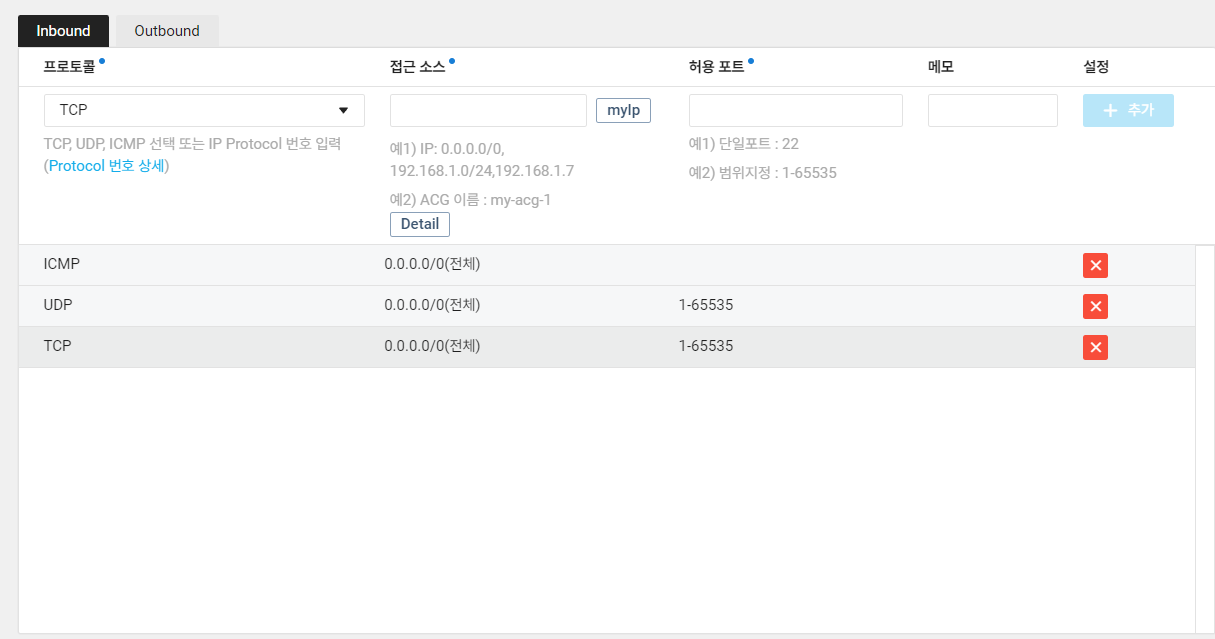 Inbound Outbound
프로토콜 접근 소스 허용 포트 메모 설정
TCP myIp + 추가
TCP, UDP, ICMP 선택 또는 IP Protocol 번호 입력
(Protocol 번호 상세)
예1) IP: 0.0.0.0/0,
192.168.1.0/24,192.168.1.7
예2) ACG 이름 : my-acg-1
Detail
예1) 단일포트 : 22
예2) 범위지정 : 1-65535
ICMP 0.0.0.0/0(전체)
UDP 0.0.0.0/0(전체) 1-65535
TCP 0.0.0.0/0(전체) 1-65535